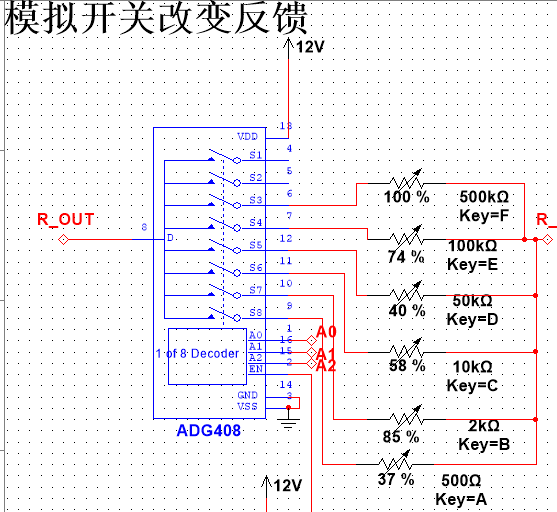 模拟开关改变反馈
12V
13
VDD
4
S1
5
S2
6
S3
100 %
500kΩ
Key=F
R_OUT
8
D
7
S4
R_
74 %
100kΩ
Key=E
12
S5
11
S6
40 %
50kΩ
Key=D
10
S7
9
S8
58 %
10kΩ
Key=C
1 of 8 Decoder
1
A0
16
A0
A1
15
A1
A2
2
A2
EN
14
GND
3
VSS
ADG408
85 %
2kΩ
Key=B
37 %
500Ω
Key=A
12V